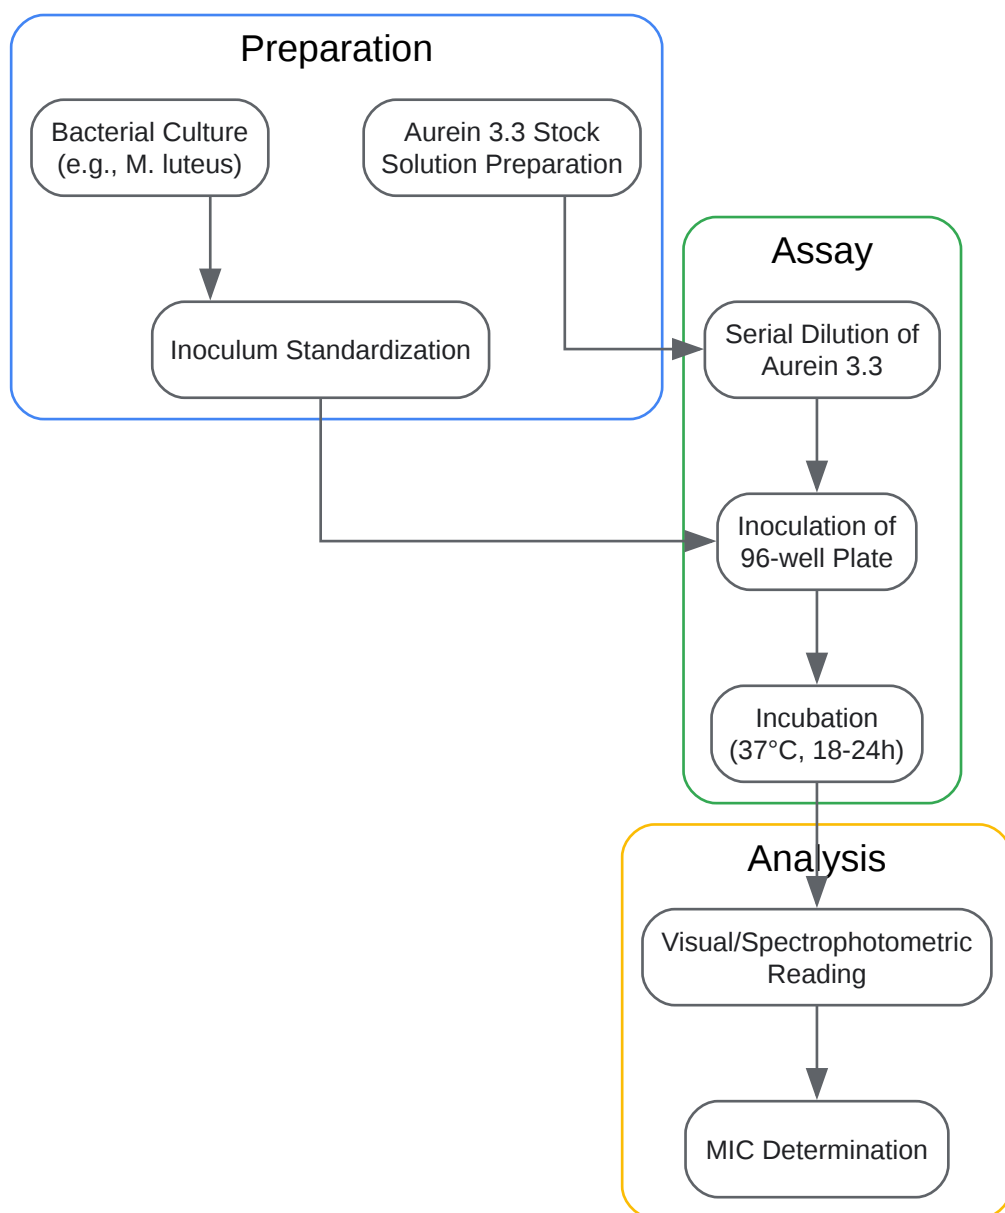 Preparation
Bacterial Culture
(e.g., M. luteus)
Aurein 3.3 Stock
Solution Preparation
Inoculum Standardization
Assay
Serial Dilution of
Aurein 3.3
Inoculation of
96-well Plate
Incubation
(37°C, 18-24h)
Analysis
Visual/Spectrophotometric
Reading
MIC Determination